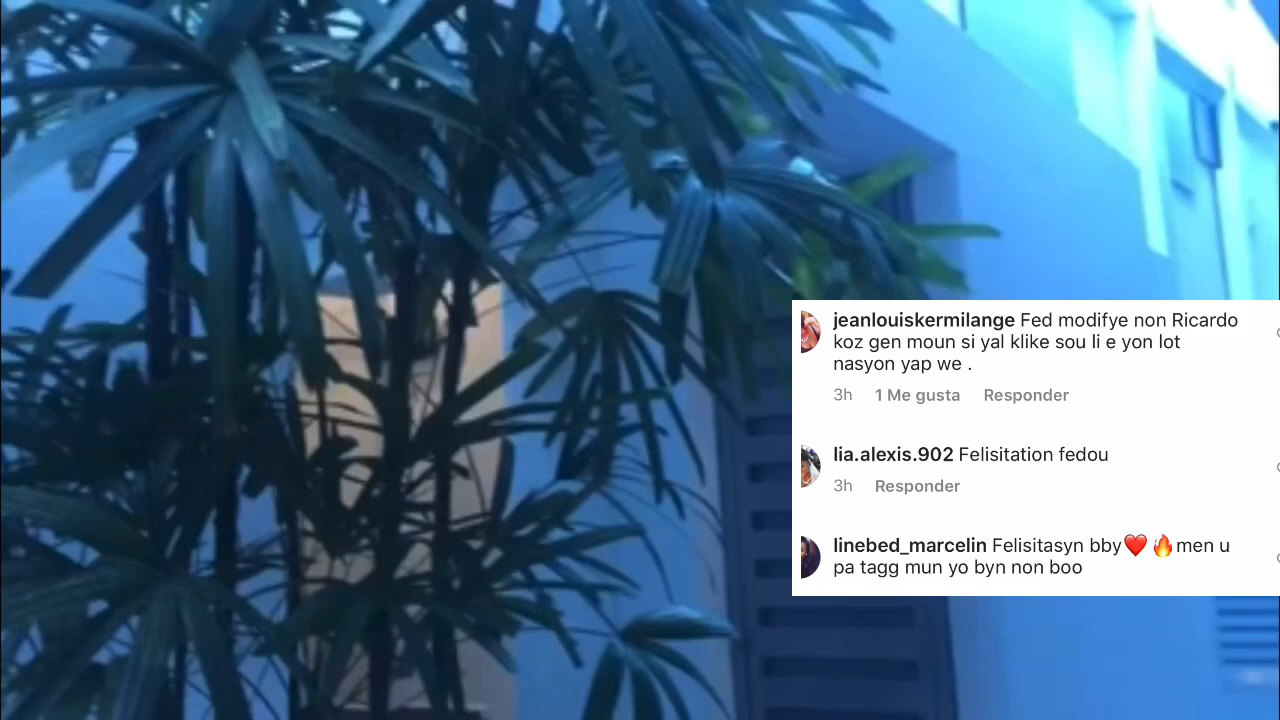 jeanlouiskermilange Fed modifye non Ricardo
koz gen moun si yal klike sou li e yon lot
nasyon yap we .
3h 1 Me gusta Responder
lia.alexis.902 Felisitation fedou
3h Responder
linebed_marcelin Felisitasyn bby❤️🔥men u
pa tagg mun yo byn non boo